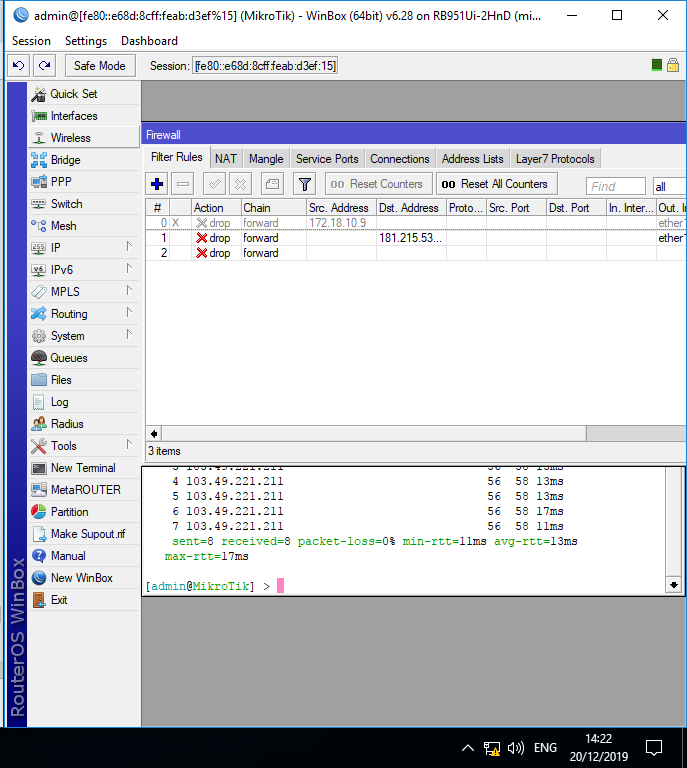 admin@[fe80::e68d:8cff:feab:d3ef%15] (MikroTik) - WinBox (64bit) v6.28 on RB951Ui-2HnD (mi...
Session Settings Dashboard
Safe Mode Session: [fe80::e68d:8cff:feab:d3ef:15]
Quick Set
Interfaces
Wireless
Bridge
PPP
Switch
Mesh
IP
IPv6
MPLS
Routing
System
Queues
Files
Log
Radius
Tools
New Terminal
MetaROUTER
Partition
Make Supout.rif
Manual
New WinBox
Exit
RouterOS WinBox
Firewall
Filter Rules NAT Mangle Service Ports Connections Address Lists Layer7 Protocols
00 Reset Counters 00 Reset All Counters Find all
# Action Chain Src. Address Dst. Address Proto... Src. Port Dst. Port In. Inter... Out. I
0 X drop forward 172.18.10.9 ether1
1 drop forward 181.215.53... ether1
2 drop forward
3 items
3 103.49.221.211 56 58 13ms
4 103.49.221.211 56 58 13ms
5 103.49.221.211 56 58 13ms
6 103.49.221.211 56 58 17ms
7 103.49.221.211 56 58 11ms
sent=8 received=8 packet-loss=0% min-rtt=11ms avg-rtt=13ms
max-rtt=17ms
[admin@MikroTik] >
ENG
14:22
20/12/2019